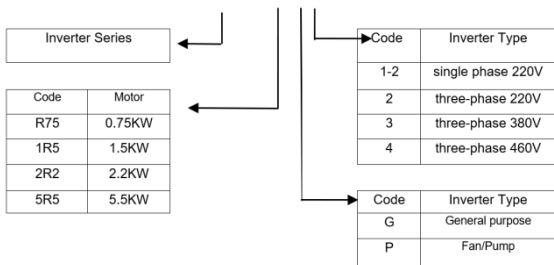 Inverter Series
Code Motor
R75 0.75KW
1R5 1.5KW
2R2 2.2KW
5R5 5.5KW
Code Inverter Type
1-2 single phase 220V
2 three-phase 220V
3 three-phase 380V
4 three-phase 460V
Code Inverter Type
G General purpose
P Fan/Pump